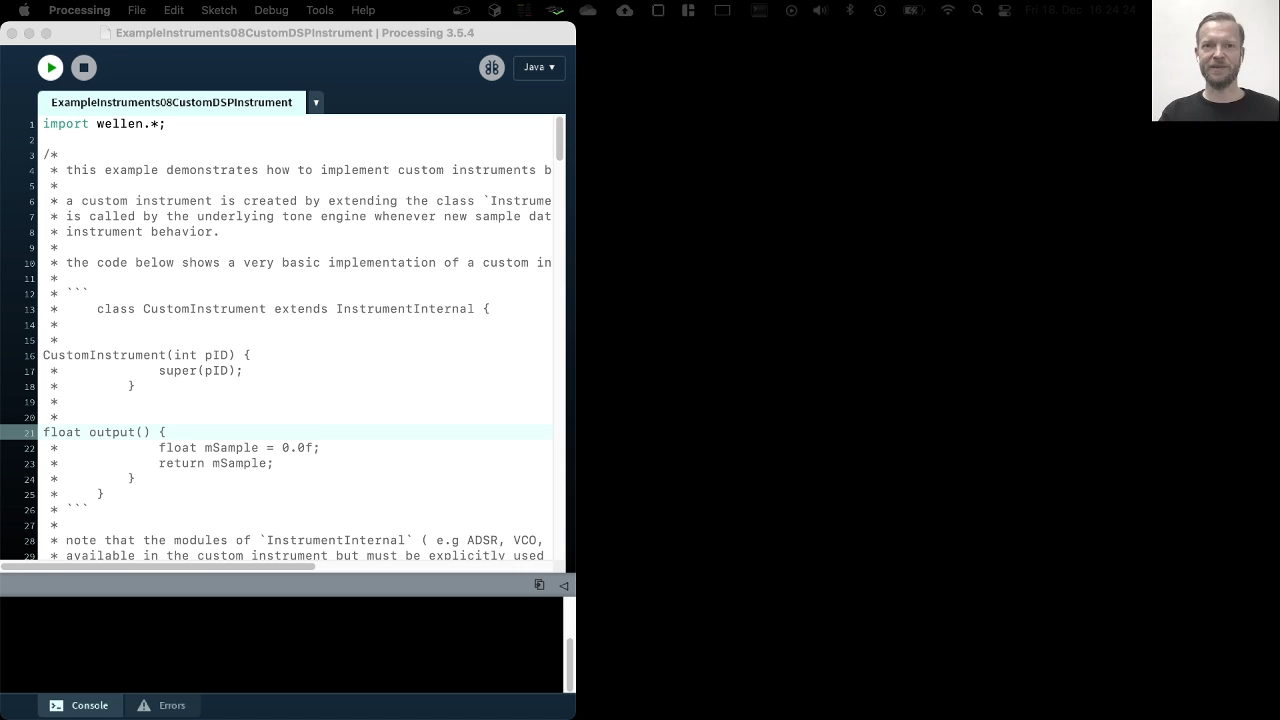 Processing File Edit Sketch Debug Tools Help Fri 18. Dec 16:24:24
ExampleInstruments08CustomDSPInstrument | Processing 3.5.4
Java ▾
ExampleInstruments08CustomDSPInstrument ▾
1 import wellen.*;
2
3 /*
4 * this example demonstrates how to implement custom instruments b
5 *
6 * a custom instrument is created by extending the class `Instrume
7 * is called by the underlying tone engine whenever new sample dat
8 * instrument behavior.
9 *
10 * the code below shows a very basic implementation of a custom in
11 *
12 * ```
13 *     class CustomInstrument extends InstrumentInternal {
14 *
15 *
16 CustomInstrument(int pID) {
17 *             super(pID);
18 *         }
19 *
20 *
21 float output() {
22 *             float mSample = 0.0f;
23 *             return mSample;
24 *         }
25 *     }
26 * ```
27 *
28 * note that the modules of `InstrumentInternal` ( e.g ADSR, VCO,
29 * available in the custom instrument but must be explicitly used
Console Errors